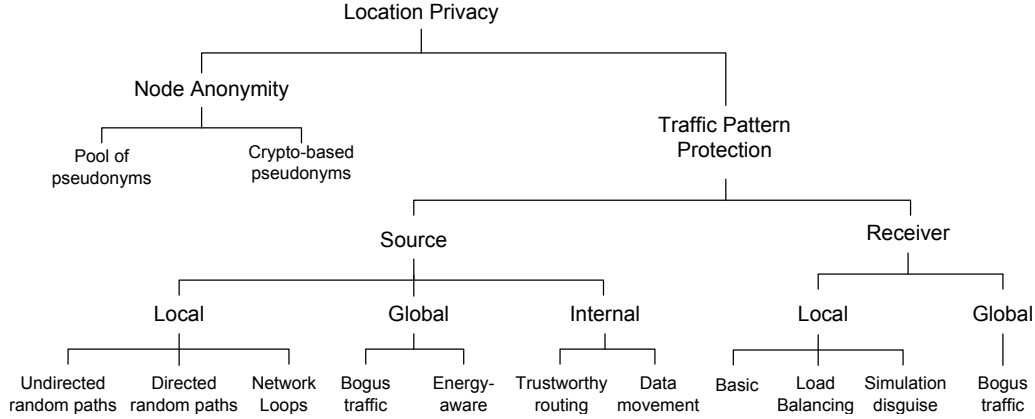 Location Privacy
Node Anonymity
Traffic Pattern
Protection
Pool of
pseudonyms
Crypto-based
pseudonyms
Source
Receiver
Local
Global
Internal
Local
Global
Undirected
random paths
Directed
random paths
Network
Loops
Bogus
traffic
Energy-
aware
Trustworthy
routing
Data
movement
Basic
Load
Balancing
Simulation
disguise
Bogus
traffic